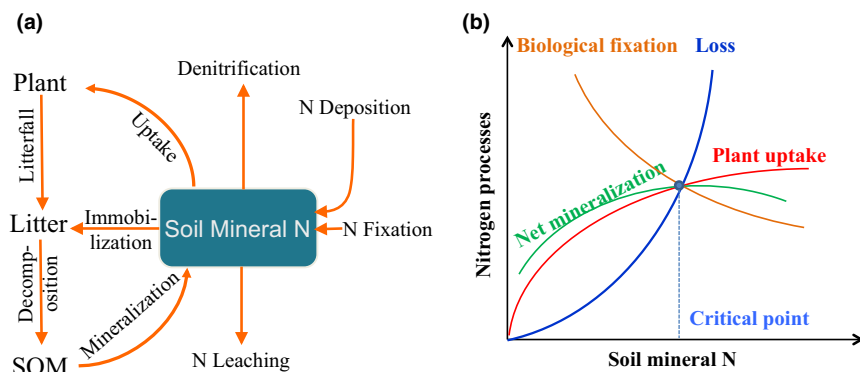 (a)
Plant
Denitrification
N Deposition
Litterfall
Uptake
Litter
Immobi-
lization
Soil Mineral N
N Fixation
Decomp-
osition
Mineralization
SOM
N Leaching
(b)
Biological fixation
Loss
Plant uptake
Net mineralization
Nitrogen processes
Critical point
Soil mineral N